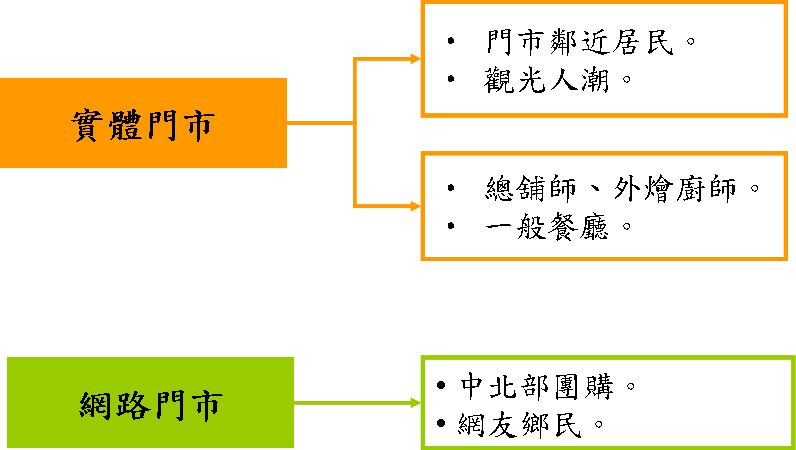 實體門市
• 門市鄰近居民。
• 觀光人潮。
• 總舖師、外燴廚師。
• 一般餐廳。
網路門市
• 中北部團購。
• 網友鄉民。